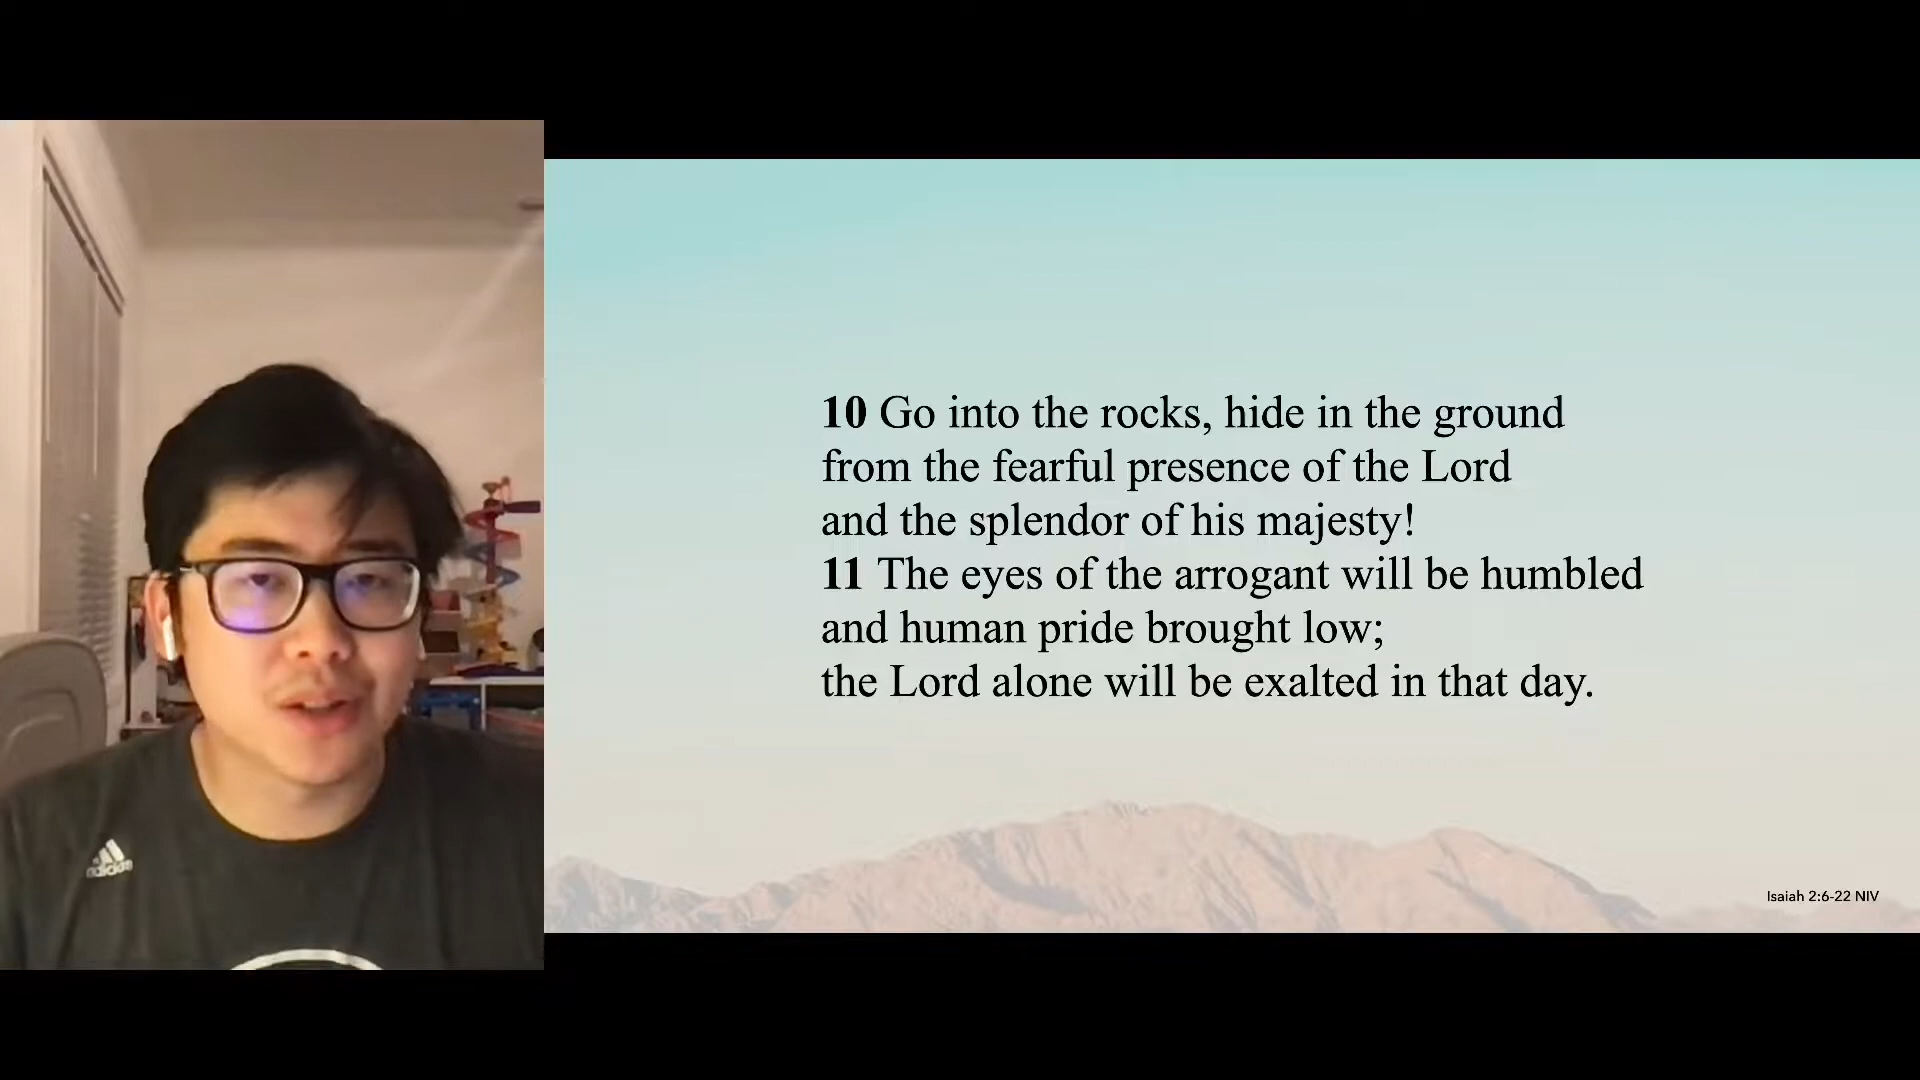 10 Go into the rocks, hide in the ground
from the fearful presence of the Lord
and the splendor of his majesty!
11 The eyes of the arrogant will be humbled
and human pride brought low;
the Lord alone will be exalted in that day.
Isaiah 2:6-22 NIV
adidas